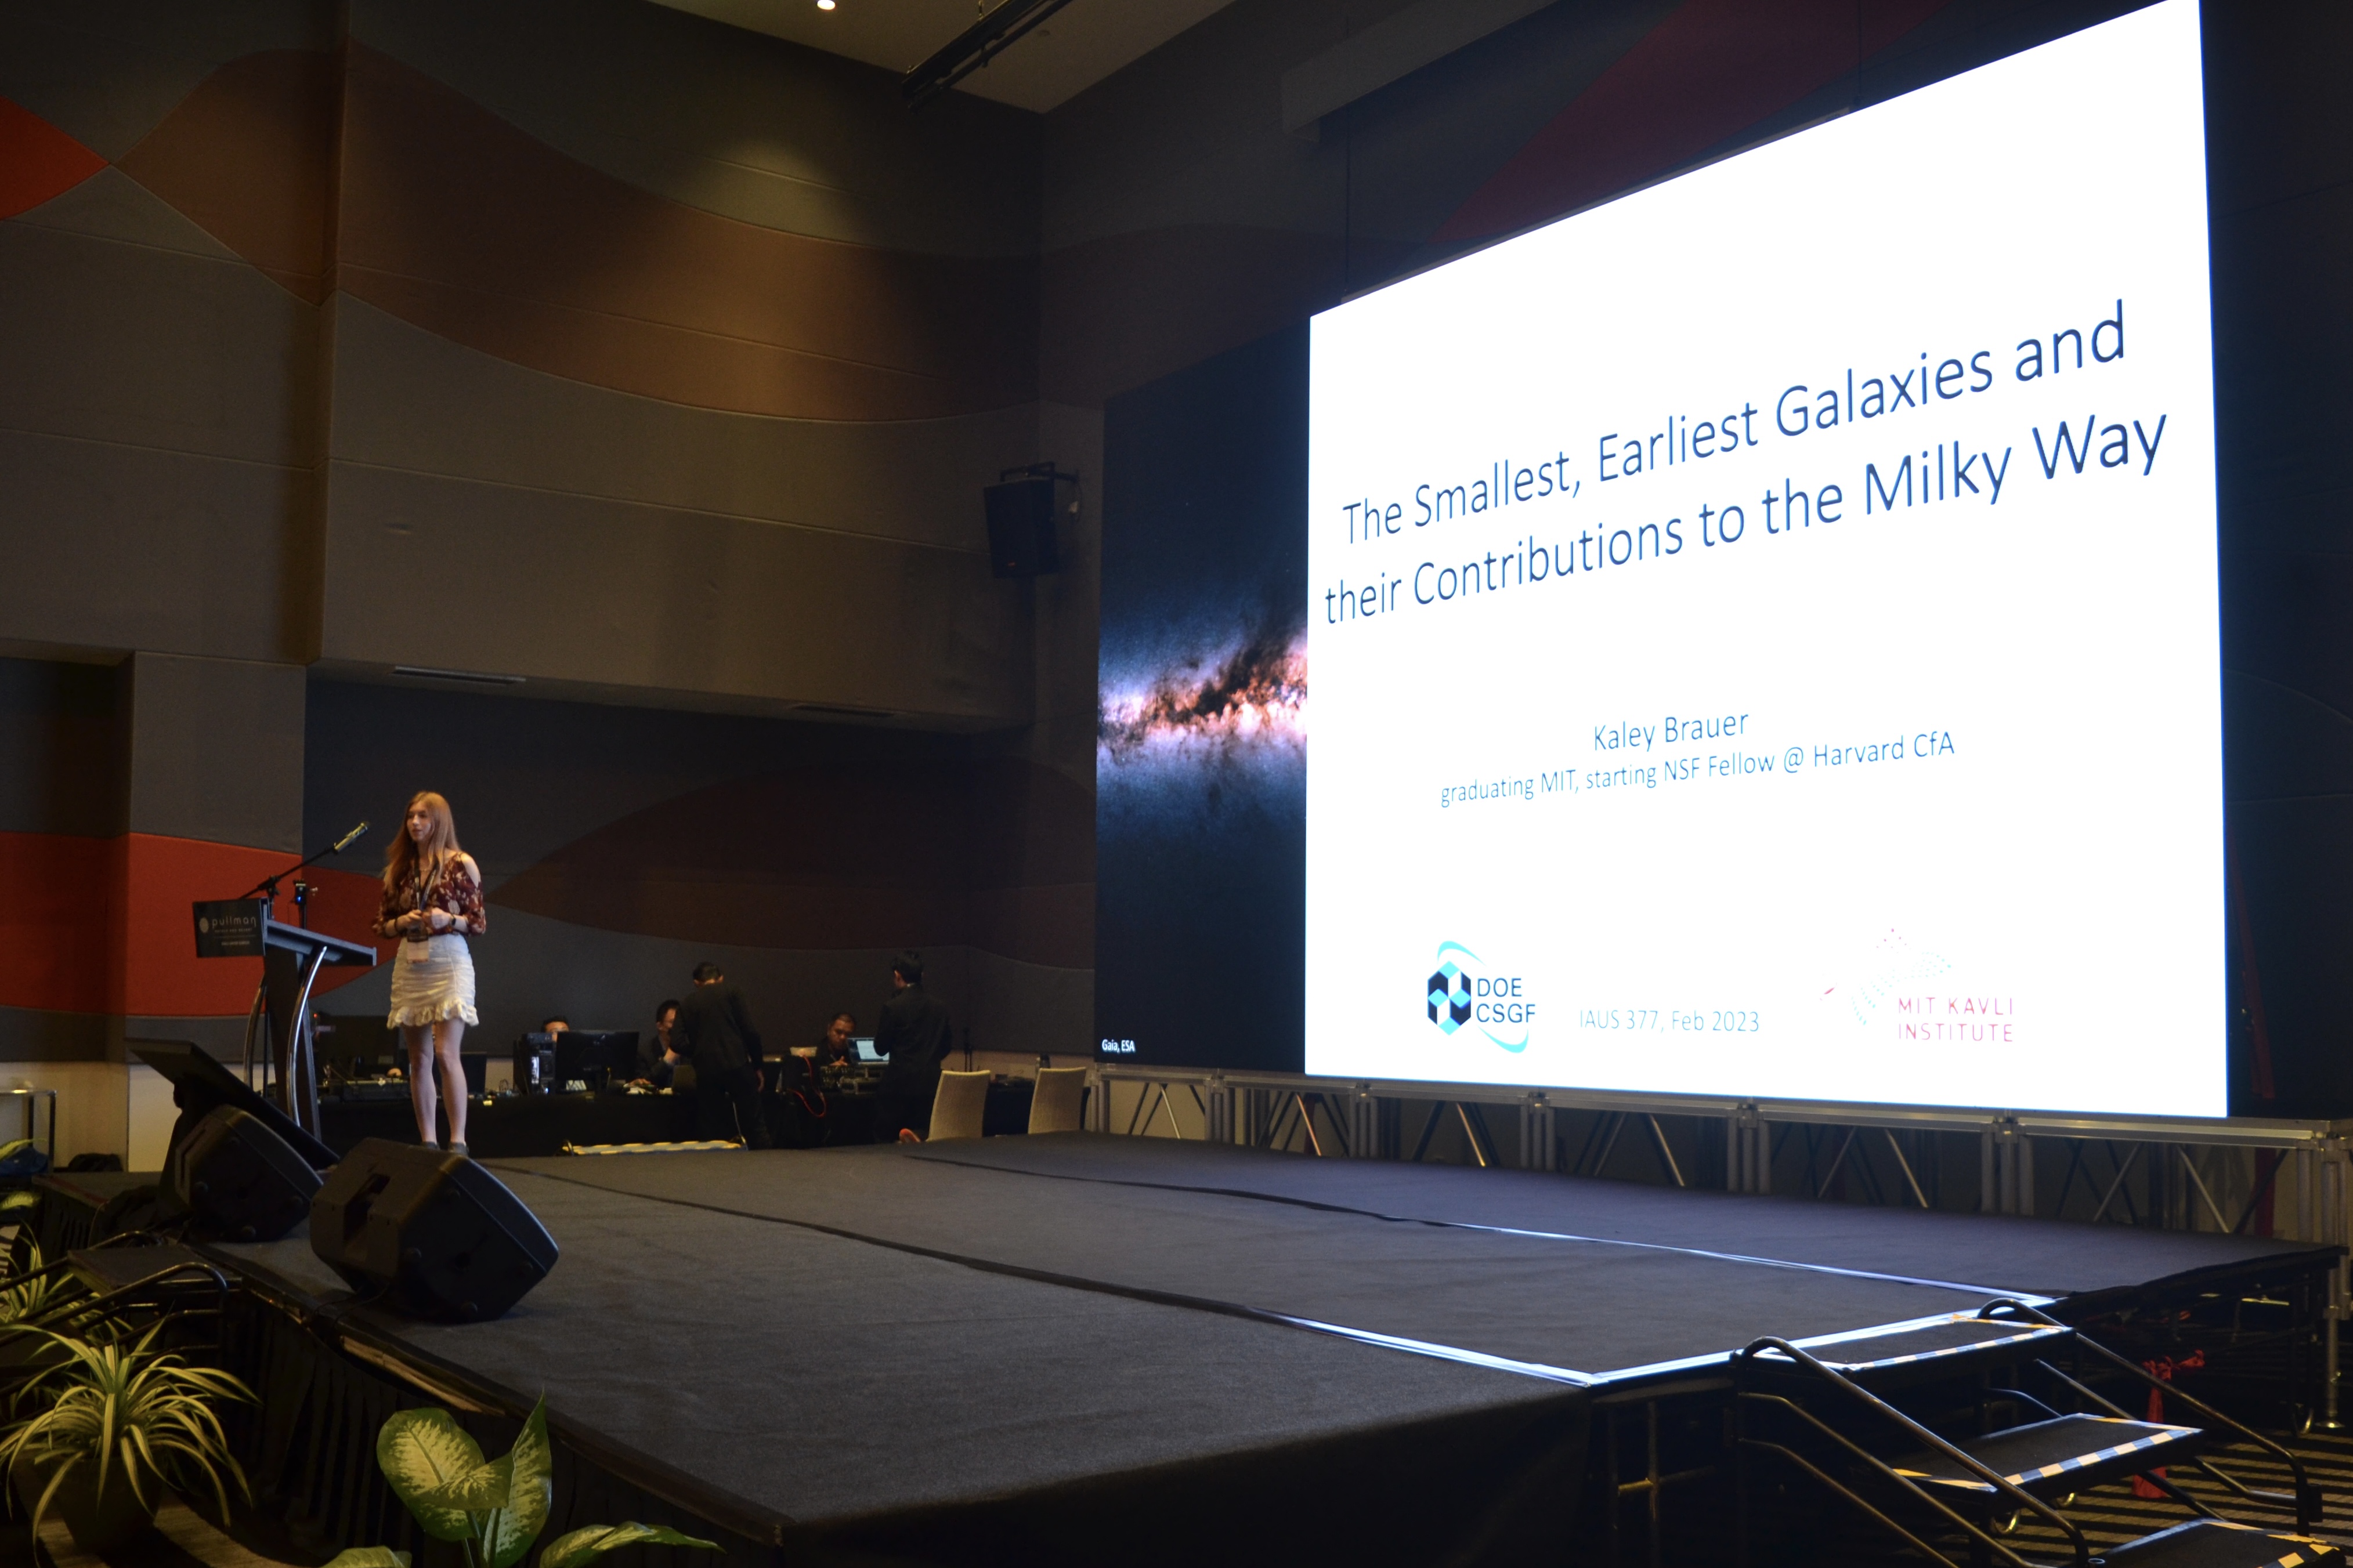 The Smallest, Earliest Galaxies and
their Contributions to the Milky Way
Kaley Brauer
graduating MIT, starting NSF Fellow @ Harvard CfA
DOE
CSGF
IAUS 377, Feb 2023
MIT KAVLI
INSTITUTE
Gaia, ESA
pullman